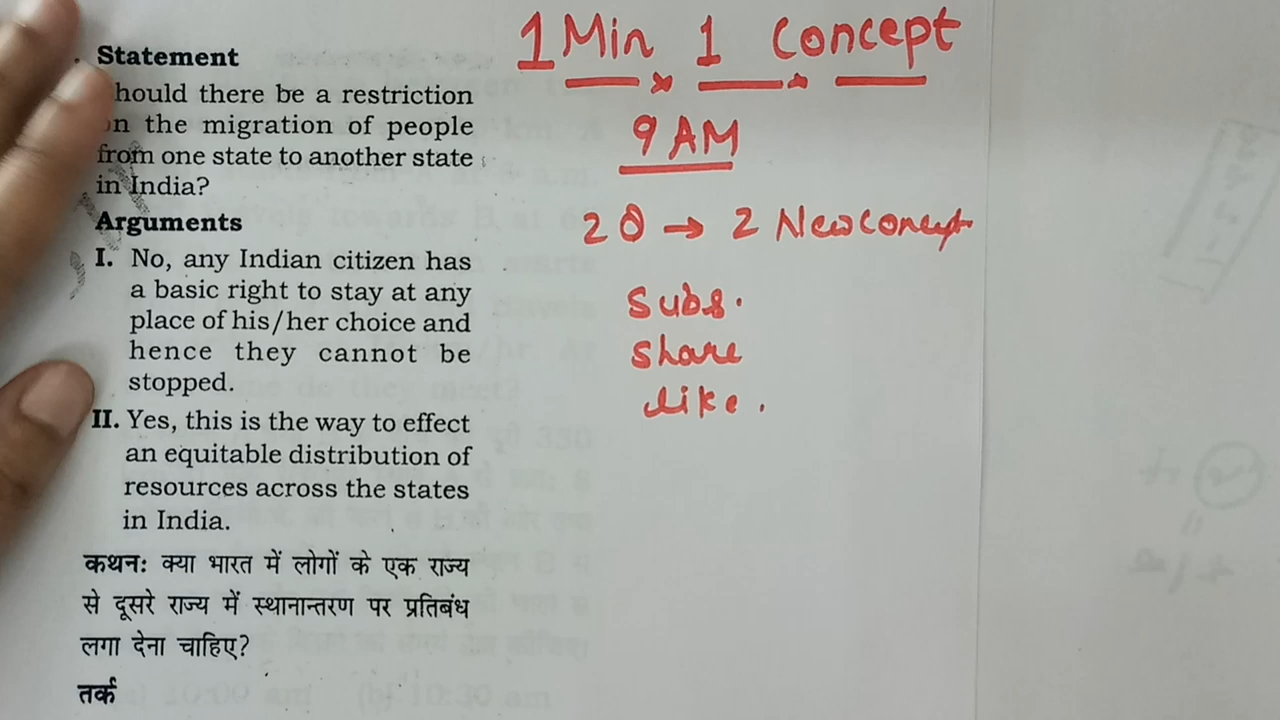 Statement
hould there be a restriction
n the migration of people
from one state to another state
in India?
Arguments
I. No, any Indian citizen has
a basic right to stay at any
place of his/her choice and
hence they cannot be
stopped.
II. Yes, this is the way to effect
an equitable distribution of
resources across the states
in India.
कथनः क्या भारत में लोगों के एक राज्य
से दूसरे राज्य में स्थानान्तरण पर प्रतिबंध
लगा देना चाहिए?
तर्क
1 Min 1 Concept
9 AM
2 Q → 2 New concept
Subs.
Share
like.